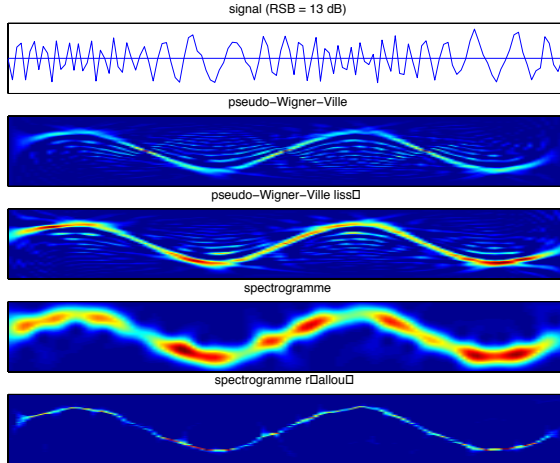 signal (RSB = 13 dB)
pseudo−Wigner−Ville
pseudo−Wigner−Ville liss□
spectrogramme
spectrogramme r□allou□